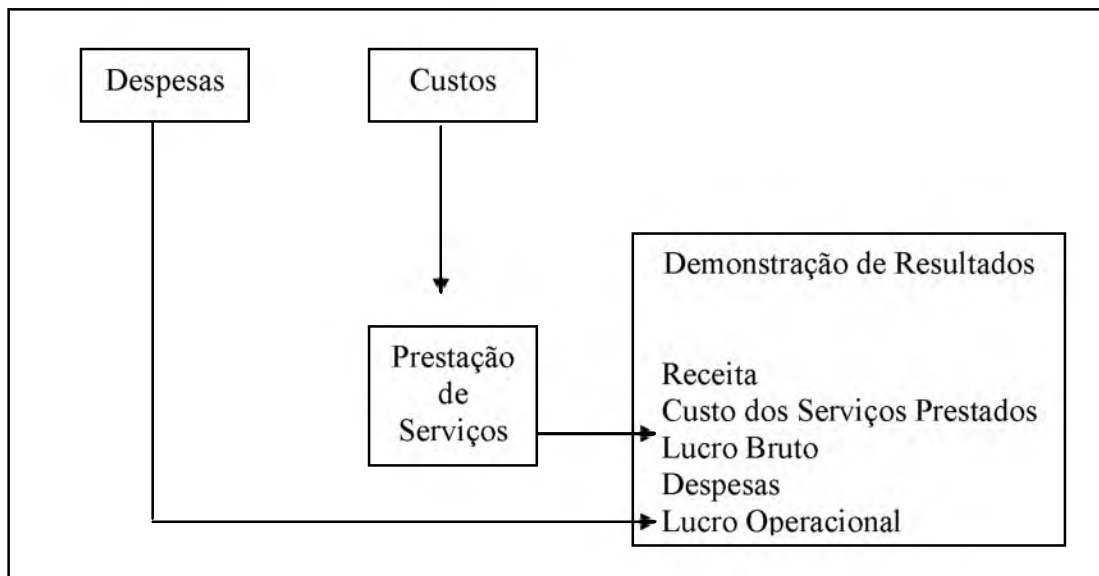 Despesas
Custos
Prestação
de
Serviços
Demonstração de Resultados
Receita
Custo dos Serviços Prestados
Lucro Bruto
Despesas
Lucro Operacional